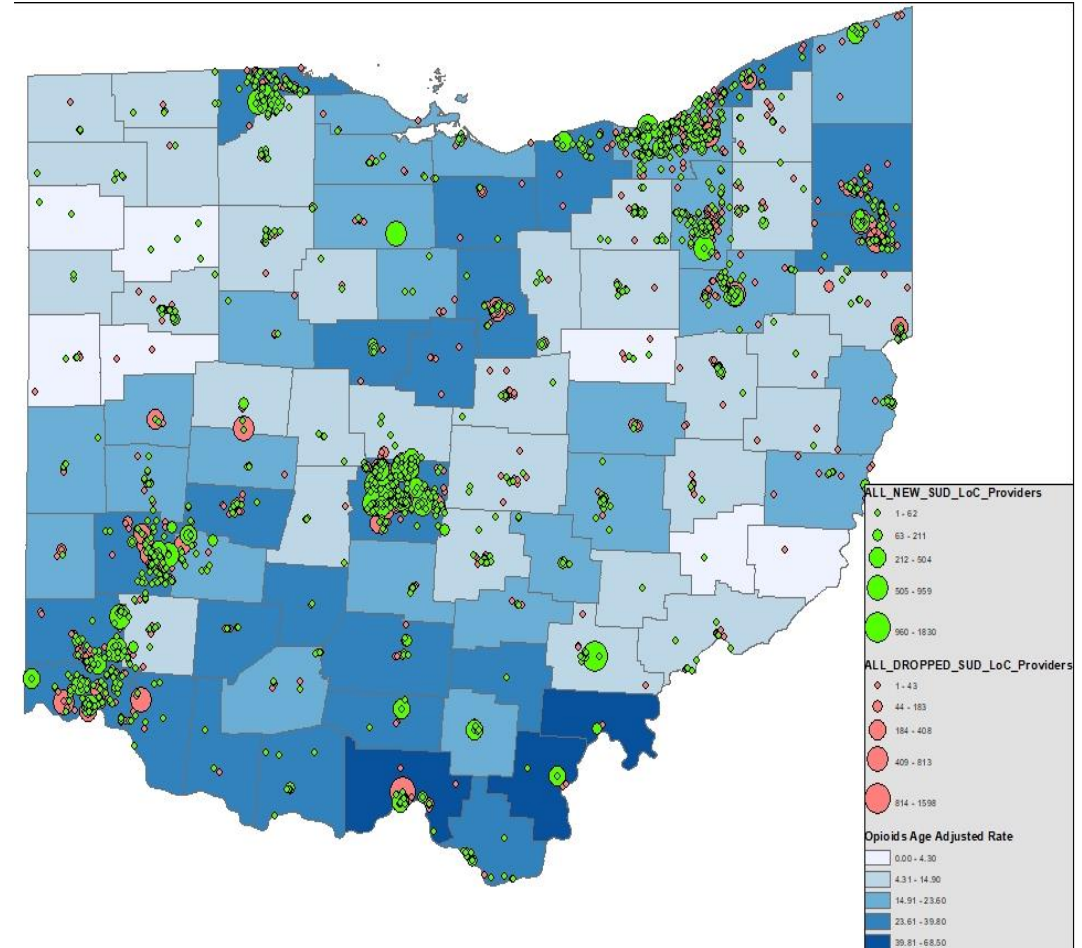 ALL_NEW_SUD_LoC_Providers
1 - 62
63 - 211
212 - 504
505 - 959
960 - 1830
ALL_DROPPED_SUD_LoC_Providers
1 - 43
44 - 183
184 - 408
409 - 813
814 - 1598
Opioids Age Adjusted Rate
0.00 - 4.30
4.31 - 14.90
14.91 - 23.60
23.61 - 39.80
39.81 - 68.50